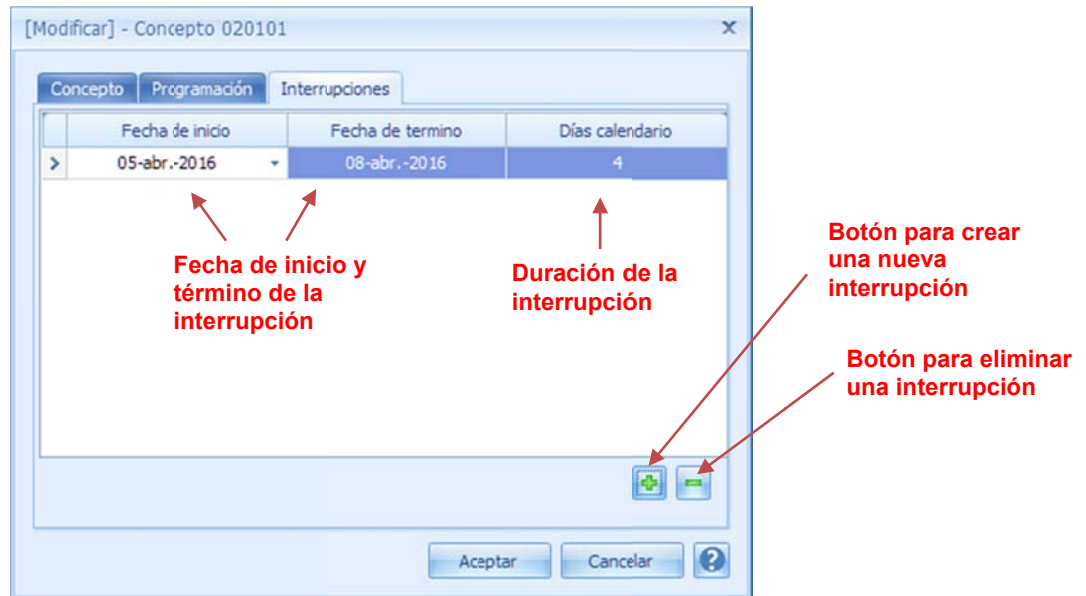 [Modificar] - Concepto 020101 x
Concepto Programación Interrupciones
Fecha de inicio Fecha de termino Días calendario
> 05-abr.-2016 08-abr.-2016 4
Fecha de inicio y
término de la
interrupción
Duración de la
interrupción
Botón para crear
una nueva
interrupción
Botón para eliminar
una interrupción
Aceptar Cancelar ?